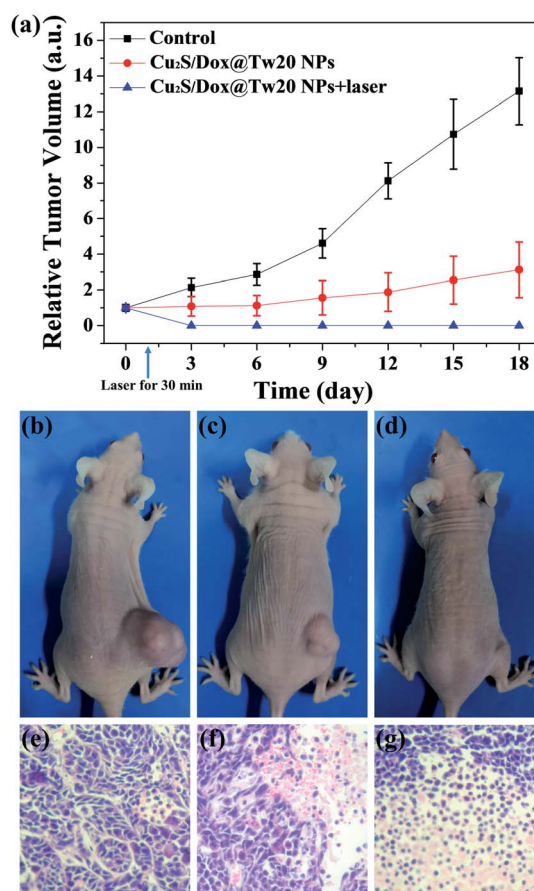 (a)
Control
Cu₂S/Dox@Tw20 NPs
Cu₂S/Dox@Tw20 NPs+laser
Relative Tumor Volume (a.u.)
16
14
12
10
8
6
4
2
0
0 3 6 9 12 15 18
Laser for 30 min
Time (day)
(b) (c) (d)
(e) (f) (g)